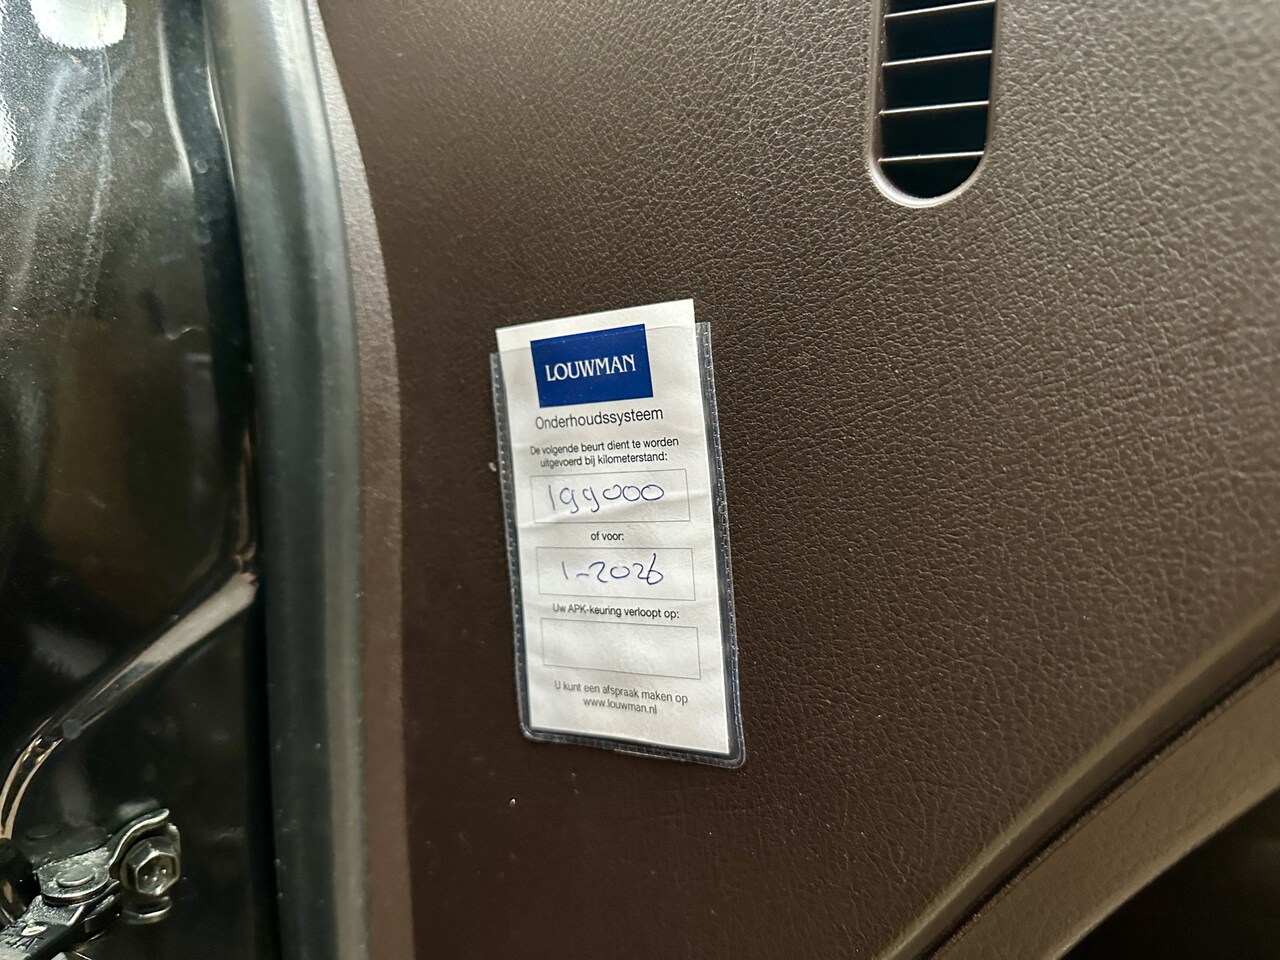 LOUWMAN
Onderhoudssysteem
De volgende beurt dient te worden
uitgevoerd bij kilometerstand:
199000
of voor:
1-2026
Uw APK-keuring verloopt op:
U kunt een afspraak maken op
www.louwman.nl